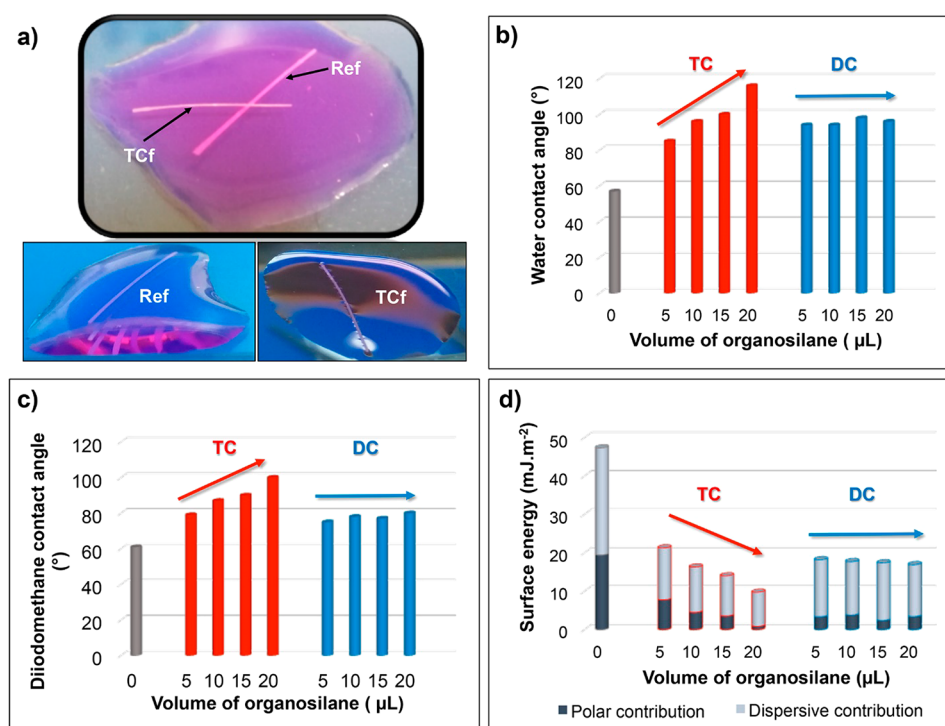 a)
Ref
TCf
Ref
TCf
b)
TC
DC
Water contact angle (°)
120
100
80
60
40
20
0
0 5 10 15 20 5 10 15 20
Volume of organosilane ( µL)
c)
TC
DC
Diiodomethane contact angle
(°)
120
100
80
60
40
20
0
0 5 10 15 20 5 10 15 20
Volume of organosilane ( µL)
d)
TC
DC
Surface energy (mJ.m-2)
50
40
30
20
10
0
0 5 10 15 20 5 10 15 20
Volume of organosilane ( µL)
Polar contribution Dispersive contribution